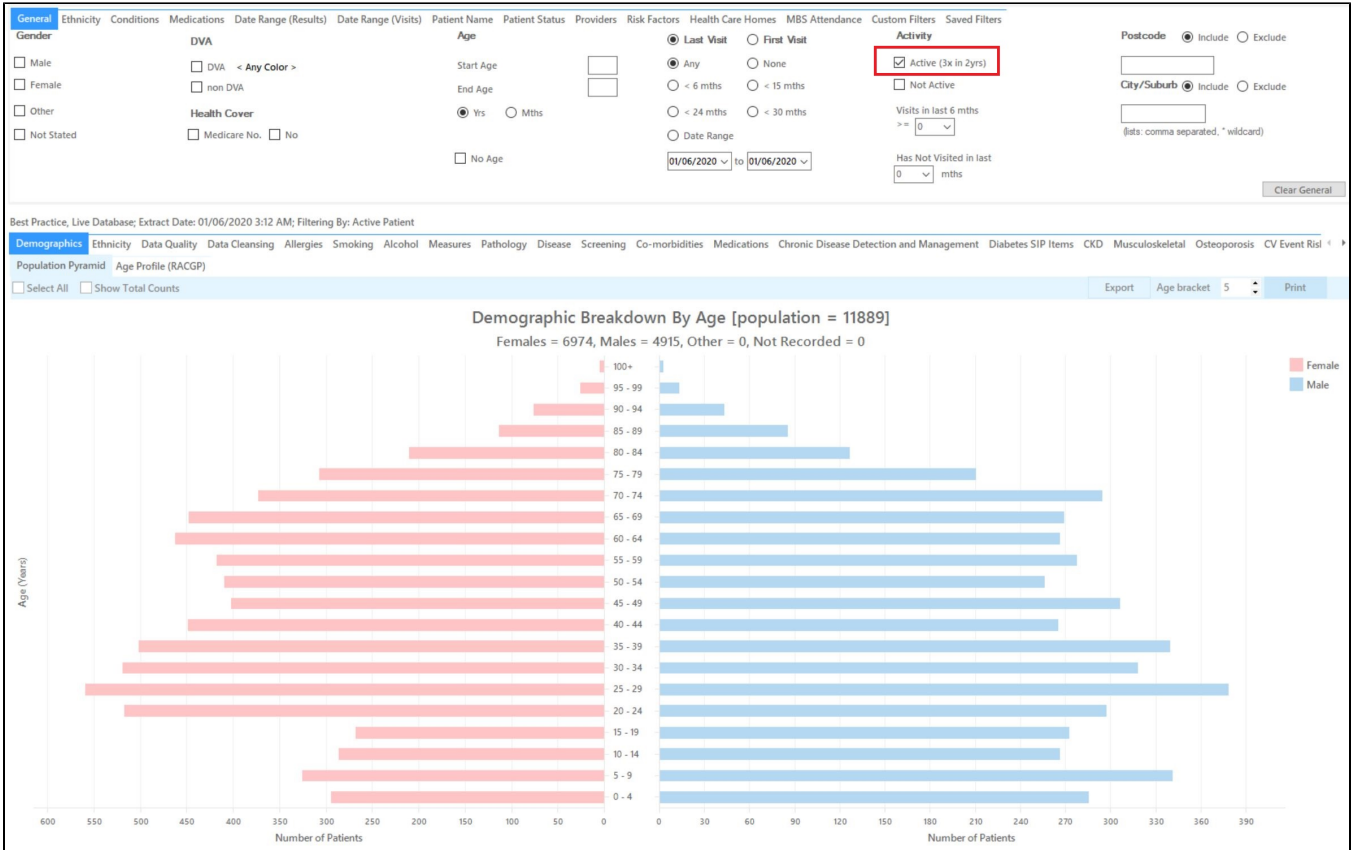 General Ethnicity Conditions Medications Date Range (Results) Date Range (Visits) Patient Name Patient Status Providers Risk Factors Health Care Homes MBS Attendance Custom Filters Saved Filters
Gender DVA Age Last Visit First Visit Activity Postcode Include Exclude
Male DVA < Any Color > Start Age Any None Active (3x in 2yrs)
Female non DVA End Age < 6 mths < 15 mths Not Active City/Suburb Include Exclude
Other Health Cover Yrs Mths < 24 mths < 30 mths Visits in last 6 mths
>= 0
Not Stated Medicare No. No Date Range (lists: comma separated, * wildcard)
No Age 01/06/2020 to 01/06/2020 Has Not Visited in last
0 mths
Clear General
Best Practice, Live Database; Extract Date: 01/06/2020 3:12 AM; Filtering By: Active Patient
Demographics Ethnicity Data Quality Data Cleansing Allergies Smoking Alcohol Measures Pathology Disease Screening Co-morbidities Medications Chronic Disease Detection and Management Diabetes SIP Items CKD Musculoskeletal Osteoporosis CV Event Risl
Population Pyramid Age Profile (RACGP)
Select All Show Total Counts Export Age bracket 5 Print
Demographic Breakdown By Age [population = 11889]
Females = 6974, Males = 4915, Other = 0, Not Recorded = 0
Female
Male
100+
95 - 99
90 - 94
85 - 89
80 - 84
75 - 79
70 - 74
65 - 69
60 - 64
55 - 59
50 - 54
45 - 49
40 - 44
35 - 39
30 - 34
25 - 29
20 - 24
15 - 19
10 - 14
5 - 9
0 - 4
Age (Years)
600 550 500 450 400 350 300 250 200 150 100 50 0 0 30 60 90 120 150 180 210 240 270 300 330 360 390
Number of Patients Number of Patients